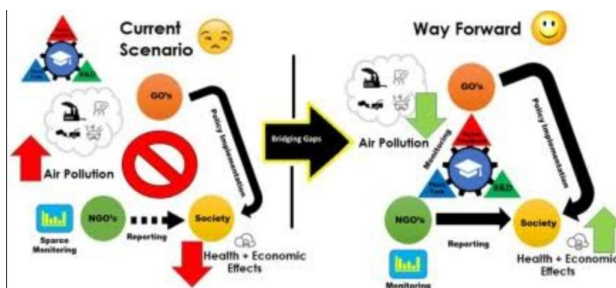 Current
Scenario
GO's
R&D
Air Pollution
Policy Implementation
NGO's
Society
Sparce
Monitoring
Reporting
Health + Economic
Effects
Bridging Gaps
Way Forward
GO's
Air Pollution
Monitoring
Policy Implementation
R&D
NGO's
Society
Reporting
Health + Economic
Effects
Monitoring